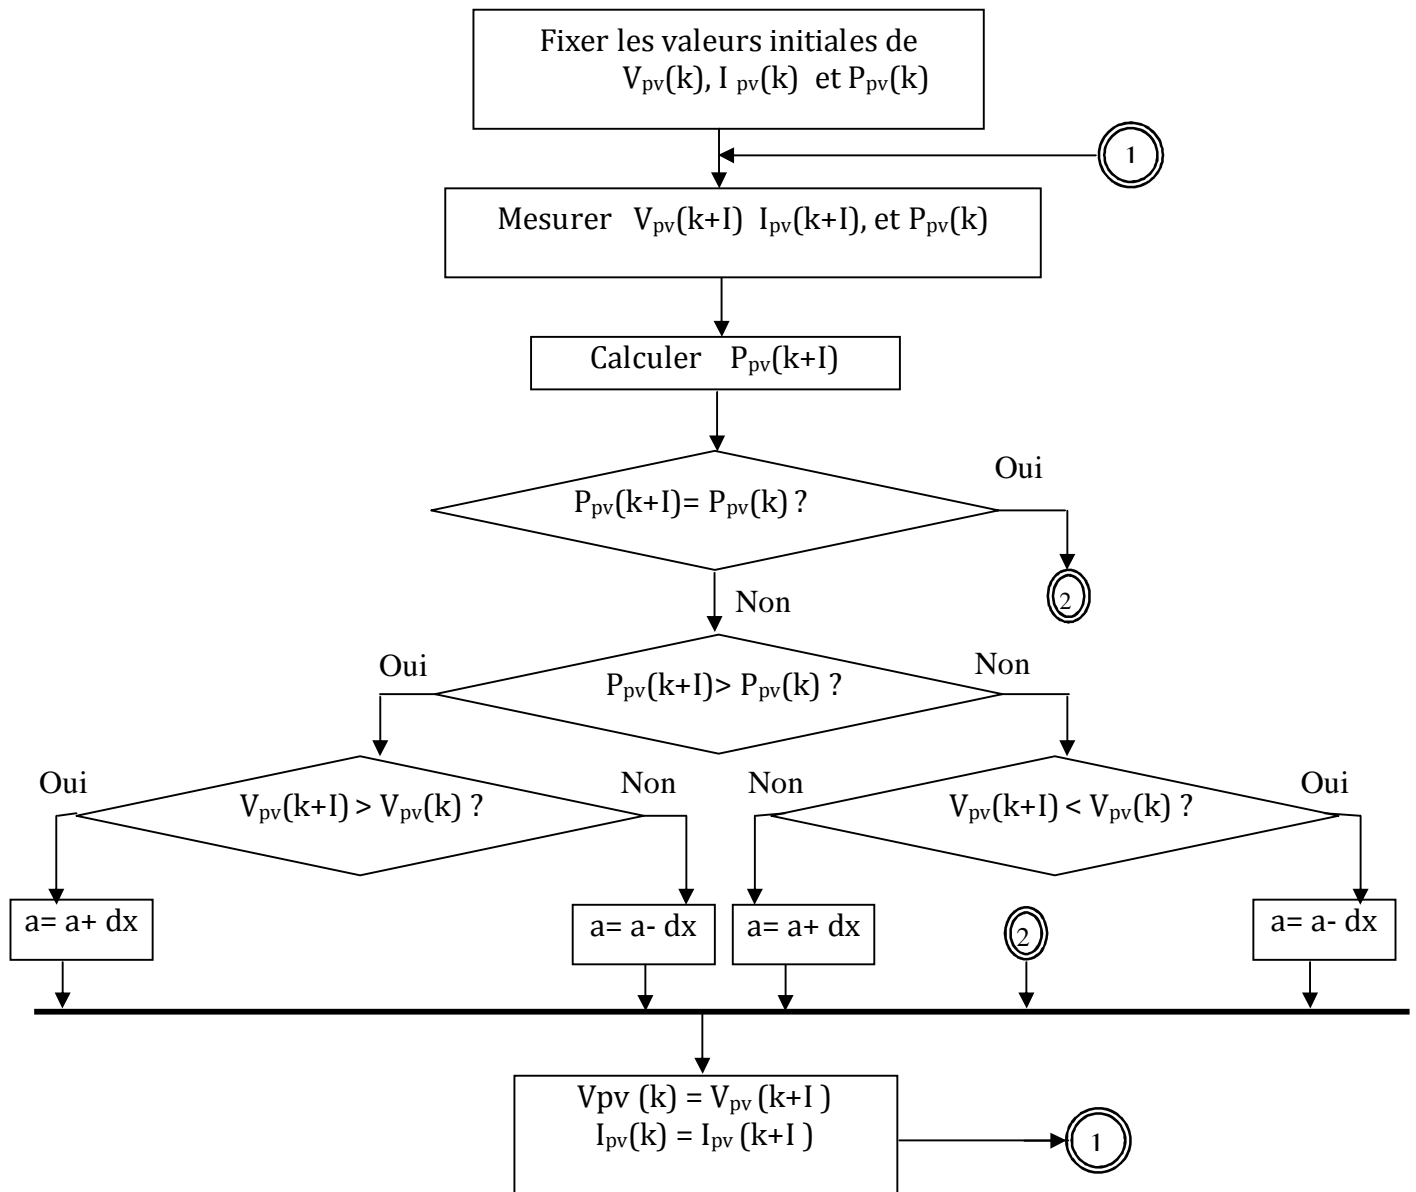 Fixer les valeurs initiales de
Vpv(k), I pv(k) et Ppv(k)
1
Mesurer Vpv(k+I) Ipv(k+I), et Ppv(k)
Calculer Ppv(k+I)
Oui
Ppv(k+I)= Ppv(k) ?
2
Non
Oui
Non
Ppv(k+I)> Ppv(k) ?
Oui
Non
Non
Oui
Vpv(k+I) > Vpv(k) ?
Vpv(k+I) < Vpv(k) ?
a= a+ dx
a= a- dx
a= a+ dx
2
a= a- dx
Vpv (k) = Vpv (k+I )
Ipv(k) = Ipv (k+I )
1